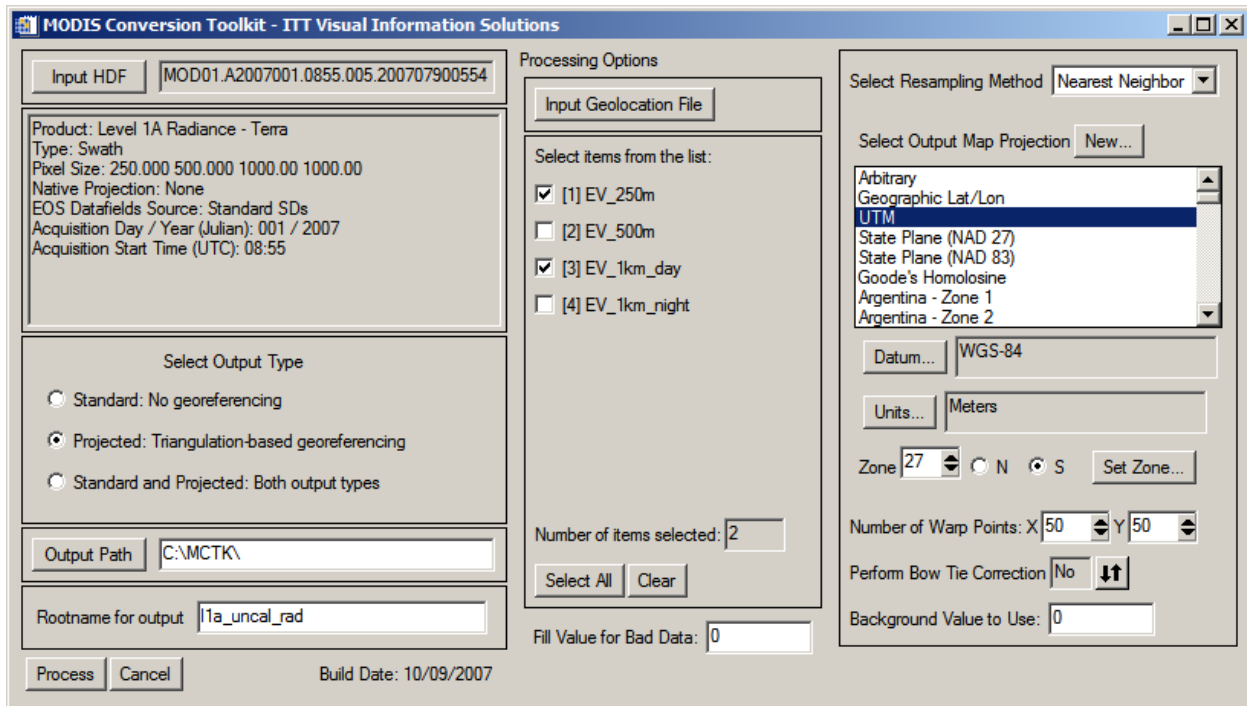 MODIS Conversion Toolkit - ITT Visual Information Solutions
Input HDF MOD01.A2007001.0855.005.200707900554
Product: Level 1A Radiance - Terra
Type: Swath
Pixel Size: 250.000 500.000 1000.00 1000.00
Native Projection: None
EOS Datafields Source: Standard SDs
Acquisition Day / Year (Julian): 001 / 2007
Acquisition Start Time (UTC): 08:55
Select Output Type
Standard: No georeferencing
Projected: Triangulation-based georeferencing
Standard and Projected: Both output types
Output Path C:\MCTK\
Rootname for output l1a_uncal_rad
Process Cancel Build Date: 10/09/2007
Processing Options
Input Geolocation File
Select items from the list:
[1] EV_250m
[2] EV_500m
[3] EV_1km_day
[4] EV_1km_night
Number of items selected: 2
Select All Clear
Fill Value for Bad Data: 0
Select Resampling Method Nearest Neighbor
Select Output Map Projection New...
Arbitrary
Geographic Lat/Lon
UTM
State Plane (NAD 27)
State Plane (NAD 83)
Goode's Homolosine
Argentina - Zone 1
Argentina - Zone 2
Datum... WGS-84
Units... Meters
Zone 27 N S Set Zone...
Number of Warp Points: X 50 Y 50
Perform Bow Tie Correction No
Background Value to Use: 0